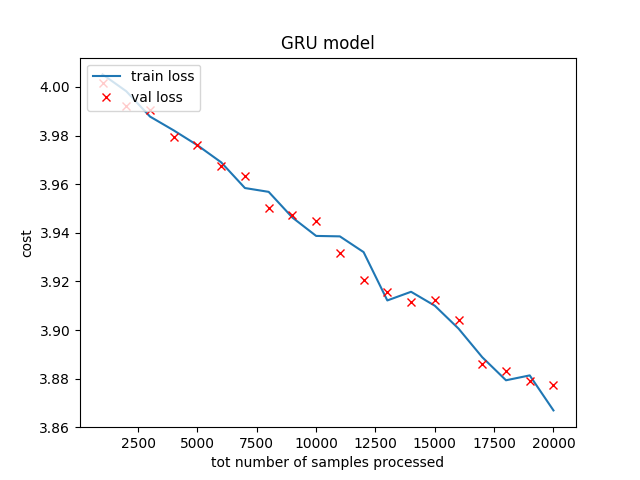 GRU model
train loss
val loss
4.00
3.98
3.96
3.94
3.92
3.90
3.88
3.86
cost
2500 5000 7500 10000 12500 15000 17500 20000
tot number of samples processed